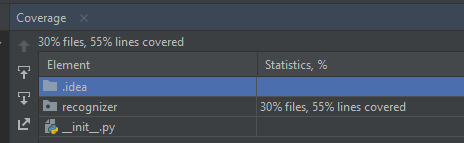 Coverage ×
30% files, 55% lines covered
Element Statistics, %
.idea
recognizer 30% files, 55% lines covered
__init__.py